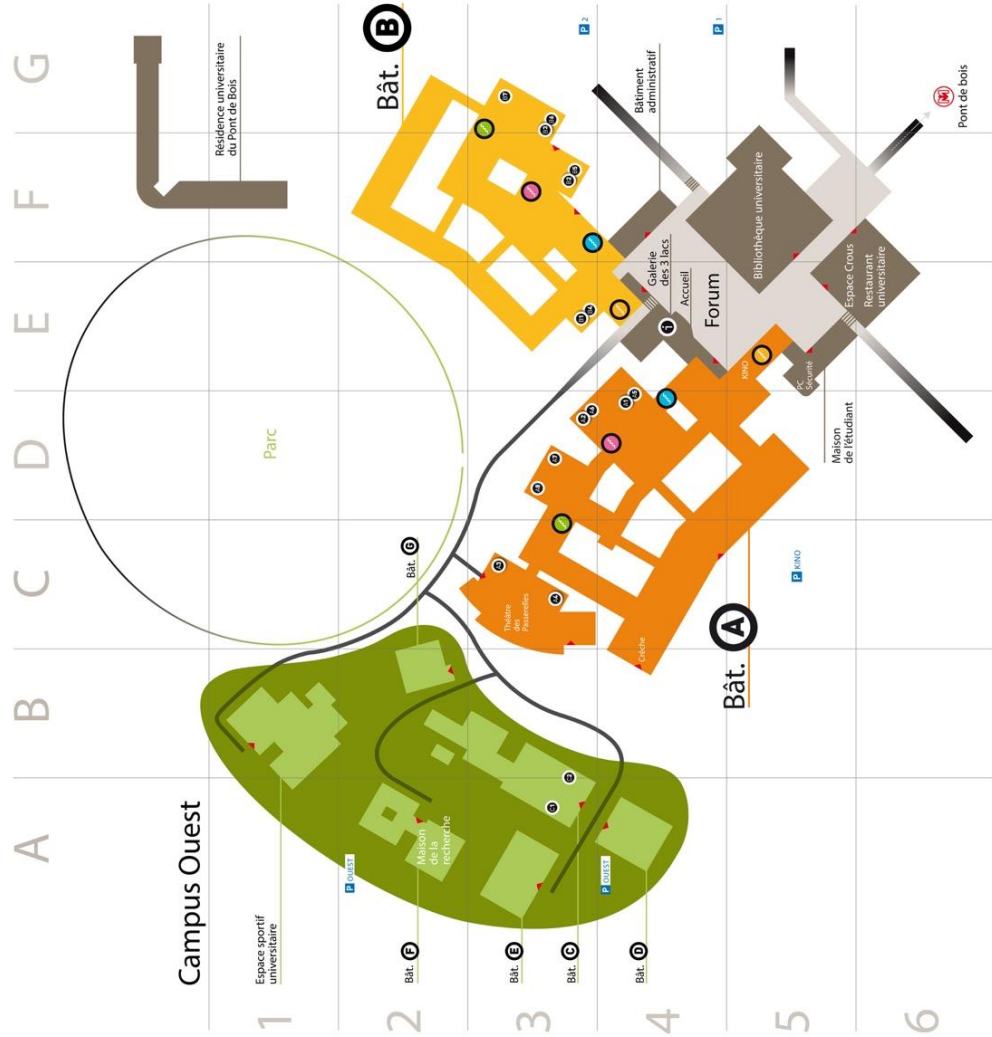 A B C D E F G
Campus Ouest
Résidence universitaire
du Pont de Bois
Espace sportif
universitaire
1
Parc
P OUEST
Bât. B
Bât. F
Maison
de la
recherche
Bât. G
2
Bât. E
Théâtre
des
Passerelles
3
C1
C2
Bât. C
P 2
P OUEST
Bât. D
Crèche
Galerie
des 3 lacs
Bâtiment
administratif
i
Accueil
4
Forum
P 1
Bât. A
KINO
Bibliothèque universitaire
P KINO
PC
Sécurité
5
Maison
de l'étudiant
Espace Crous
Restaurant
universitaire
6
Pont de bois